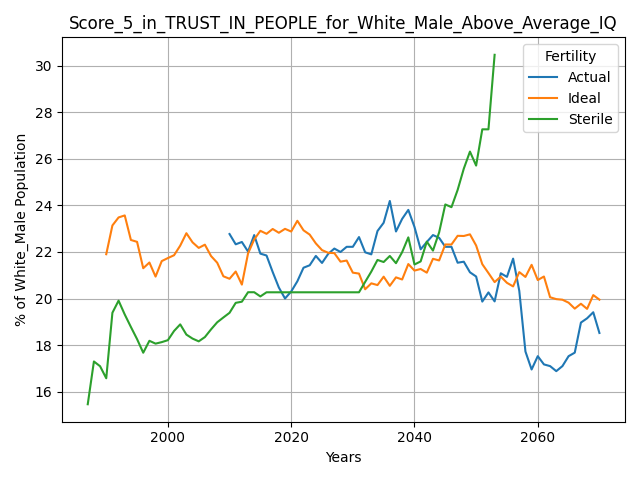 Score_5_in_TRUST_IN_PEOPLE_for_White_Male_Above_Average_IQ
% of White_Male Population
30
28
26
24
22
20
18
16
Fertility
Actual
Ideal
Sterile
2000
2020
2040
2060
Years